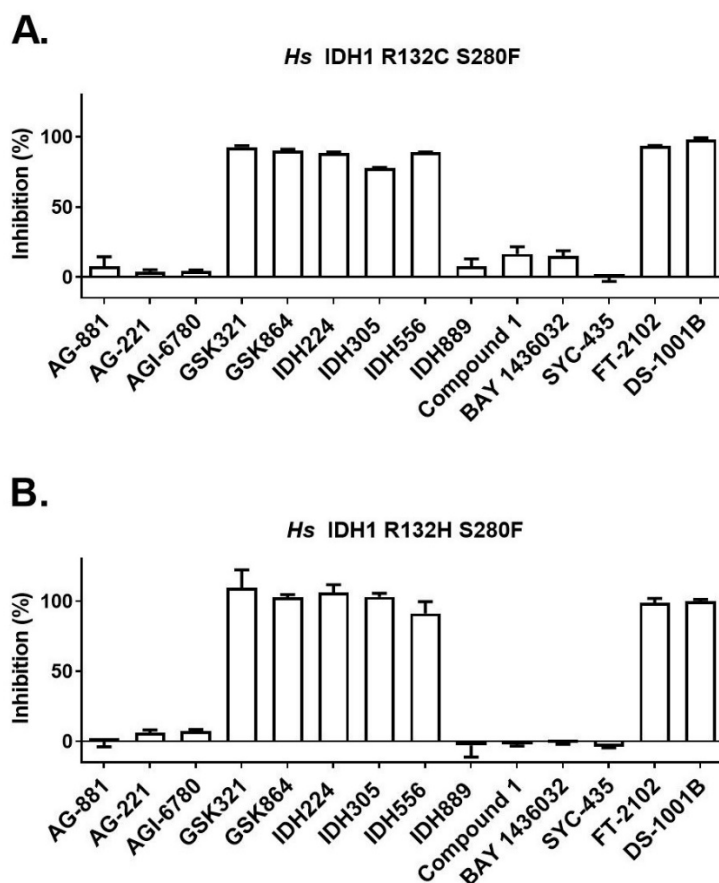 A.
Hs IDH1 R132C S280F
Inhibition (%)
100
50
0
AG-881
AG-221
AGI-6780
GSK321
GSK864
IDH224
IDH305
IDH556
IDH889
Compound 1
BAY 1436032
SYC-435
FT-2102
DS-1001B
B.
Hs IDH1 R132H S280F
Inhibition (%)
100
50
0
AG-881
AG-221
AGI-6780
GSK321
GSK864
IDH224
IDH305
IDH556
IDH889
Compound 1
BAY 1436032
SYC-435
FT-2102
DS-1001B